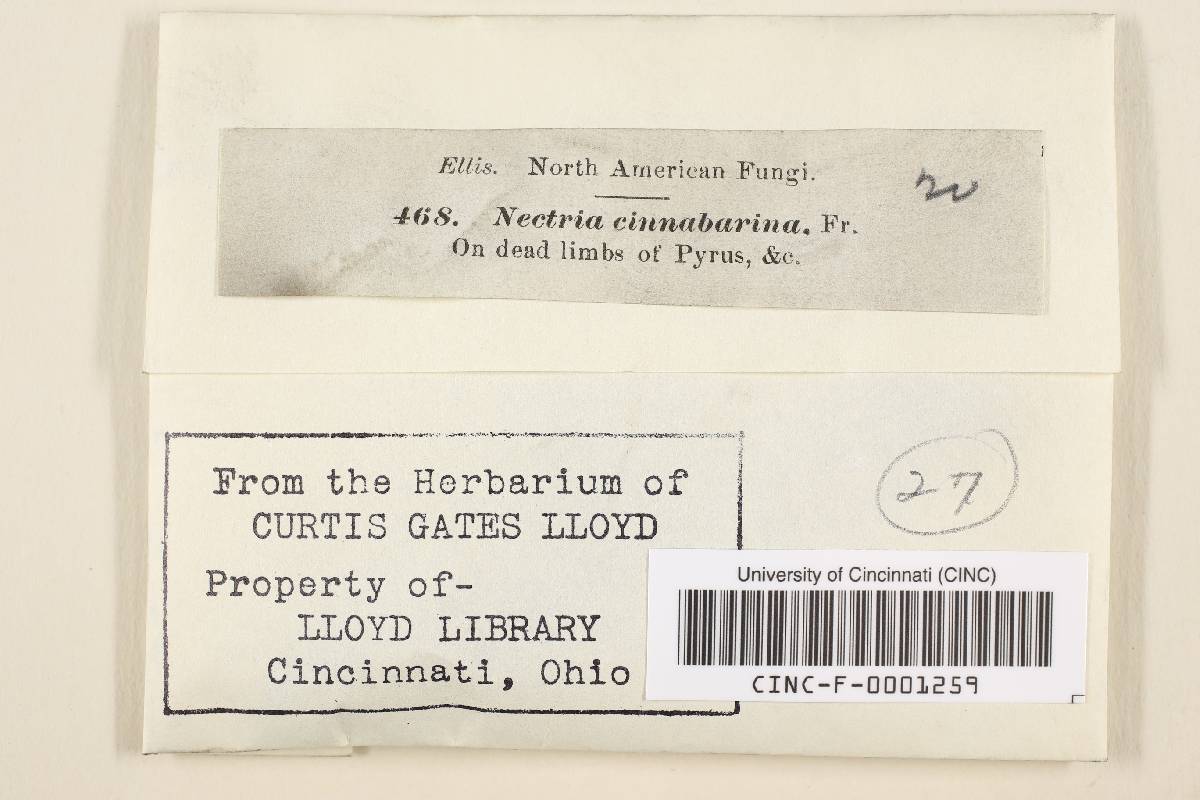 Ellis. North American Fungi.
468. Nectria cinnabarina. Fr.
On dead limbs of Pyrus, &c.
From the Herbarium of
CURTIS GATES LLOYD
Property of-
LLOYD LIBRARY
Cincinnati, Ohio
27
University of Cincinnati (CINC)
CINC-F-0001259